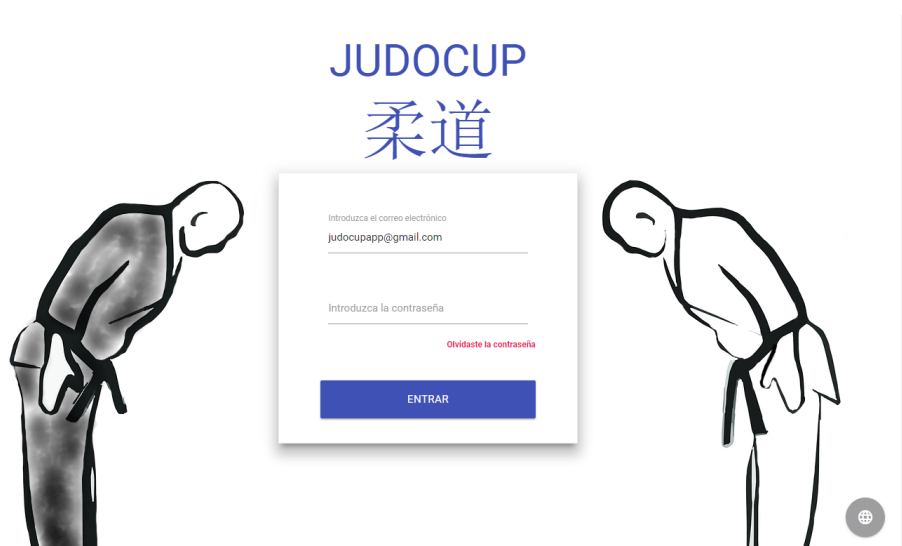 JUDOCUP
柔道
Introduzca el correo electrónico
judocupapp@gmail.com
Introduzca la contraseña
Olvidaste la contraseña
ENTRAR